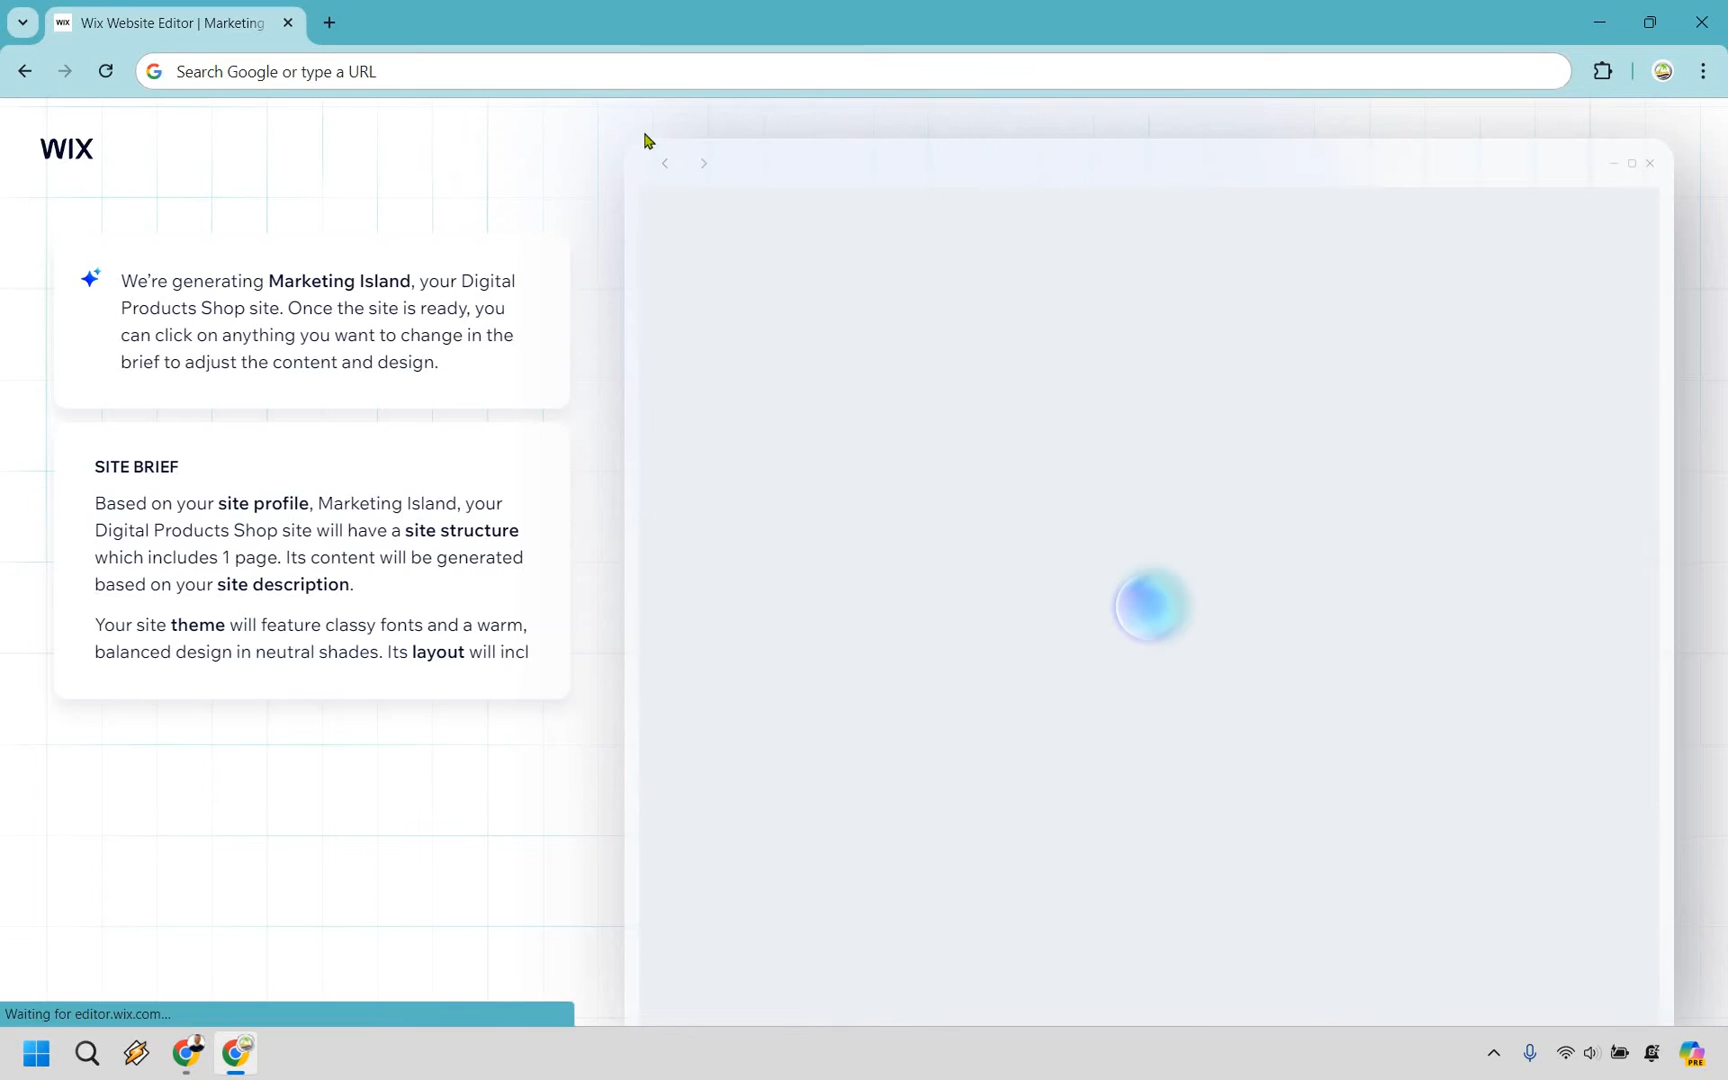 WIX Wix Website Editor | Marketing
Search Google or type a URL
WIX
We're generating Marketing Island, your Digital
Products Shop site. Once the site is ready, you
can click on anything you want to change in the
brief to adjust the content and design.
SITE BRIEF
Based on your site profile, Marketing Island, your
Digital Products Shop site will have a site structure
which includes 1 page. Its content will be generated
based on your site description.
Your site theme will feature classy fonts and a warm,
balanced design in neutral shades. Its layout will incl
Waiting for editor.wix.com...
PRE